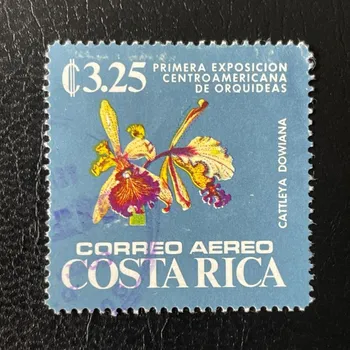 ₡3.25
PRIMERA EXPOSICION
CENTROAMERICANA
DE ORQUIDEAS
CATTLEYA DOWIANA
CORREO AEREO
COSTA RICA